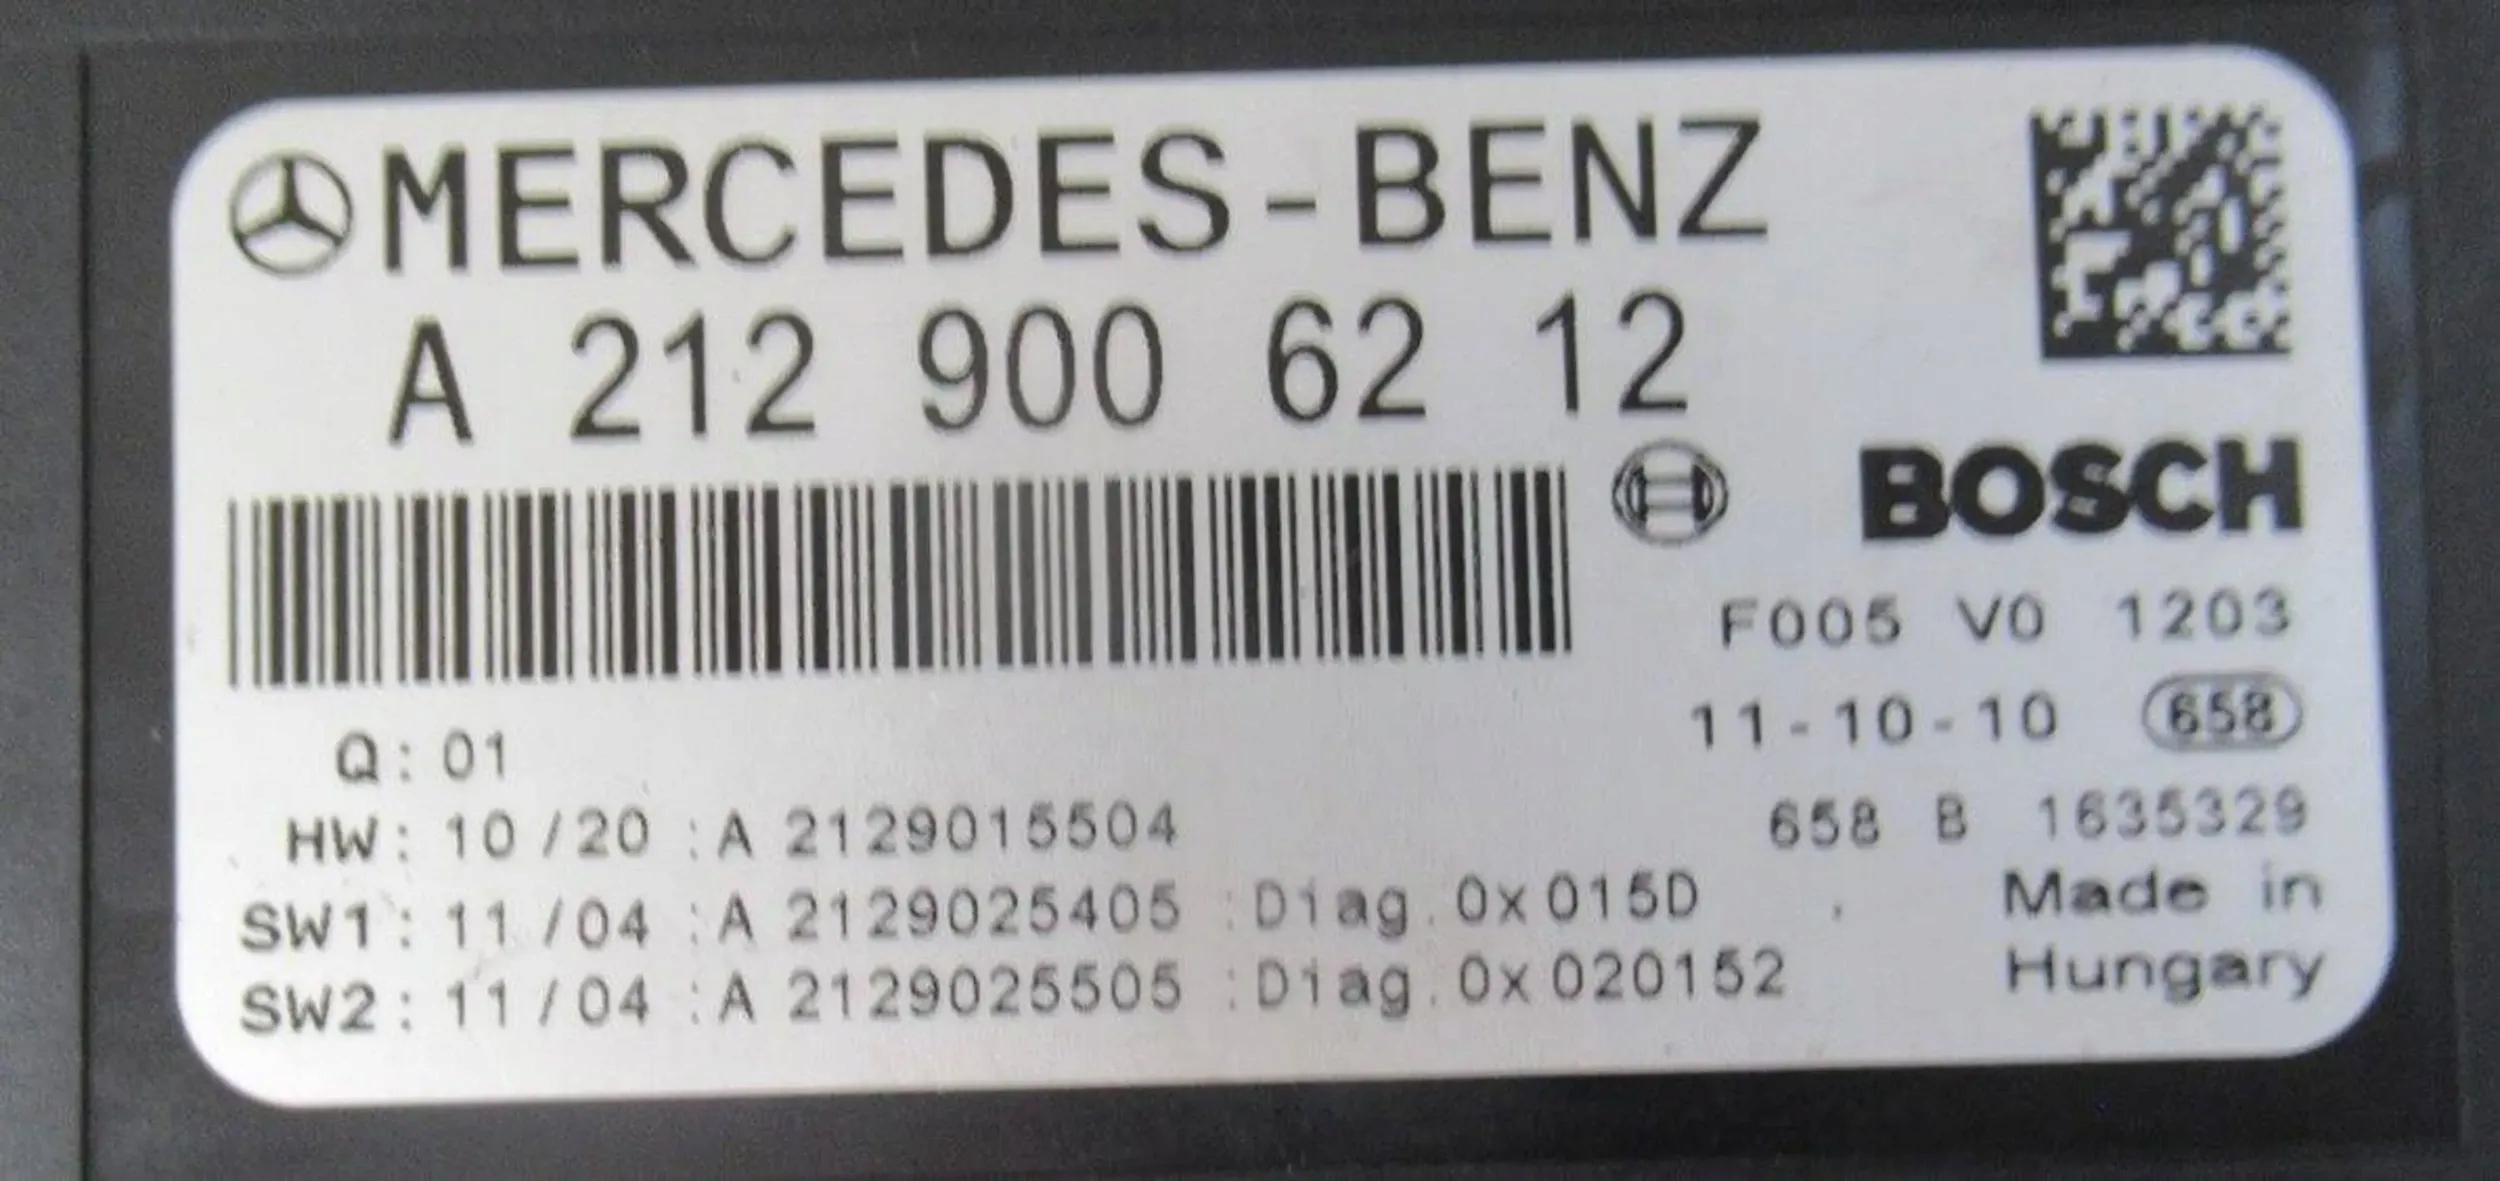 MERCEDES-BENZ
A 212 900 62 12
BOSCH
F005 V0 1203
11-10-10 658
658 B 1635329
Made in
Hungary
Q: 01
HW: 10/20 :A 2129015504
SW1: 11/04 :A 2129025405 :Diag.0x015D
SW2: 11/04 :A 2129025505 :Diag.0x020152